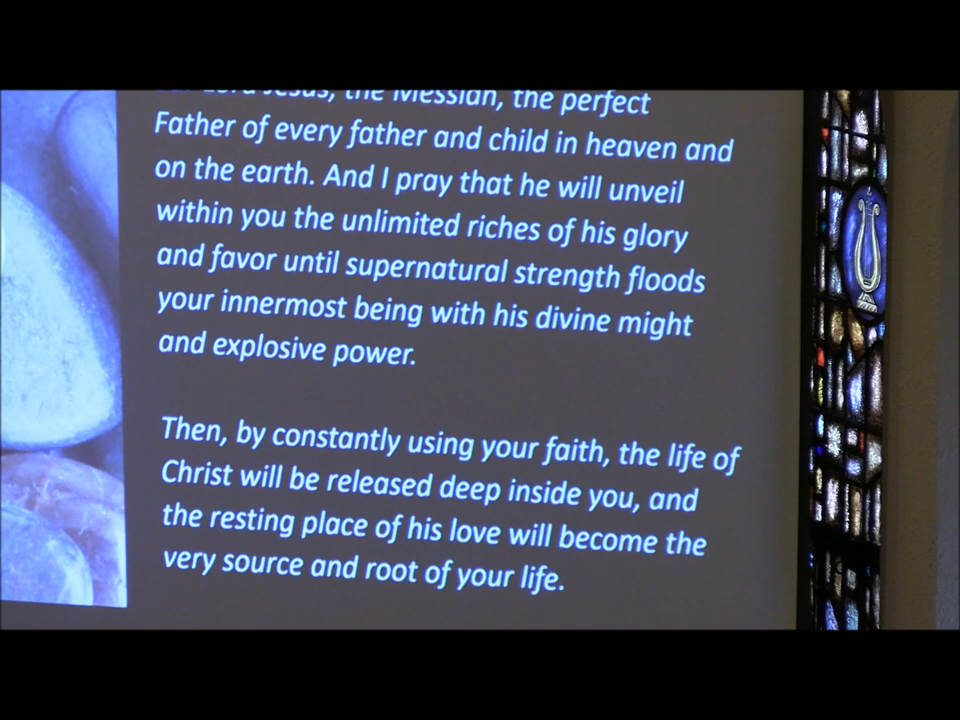 Lord Jesus, the Messiah, the perfect
Father of every father and child in heaven and
on the earth. And I pray that he will unveil
within you the unlimited riches of his glory
and favor until supernatural strength floods
your innermost being with his divine might
and explosive power.
Then, by constantly using your faith, the life of
Christ will be released deep inside you, and
the resting place of his love will become the
very source and root of your life.